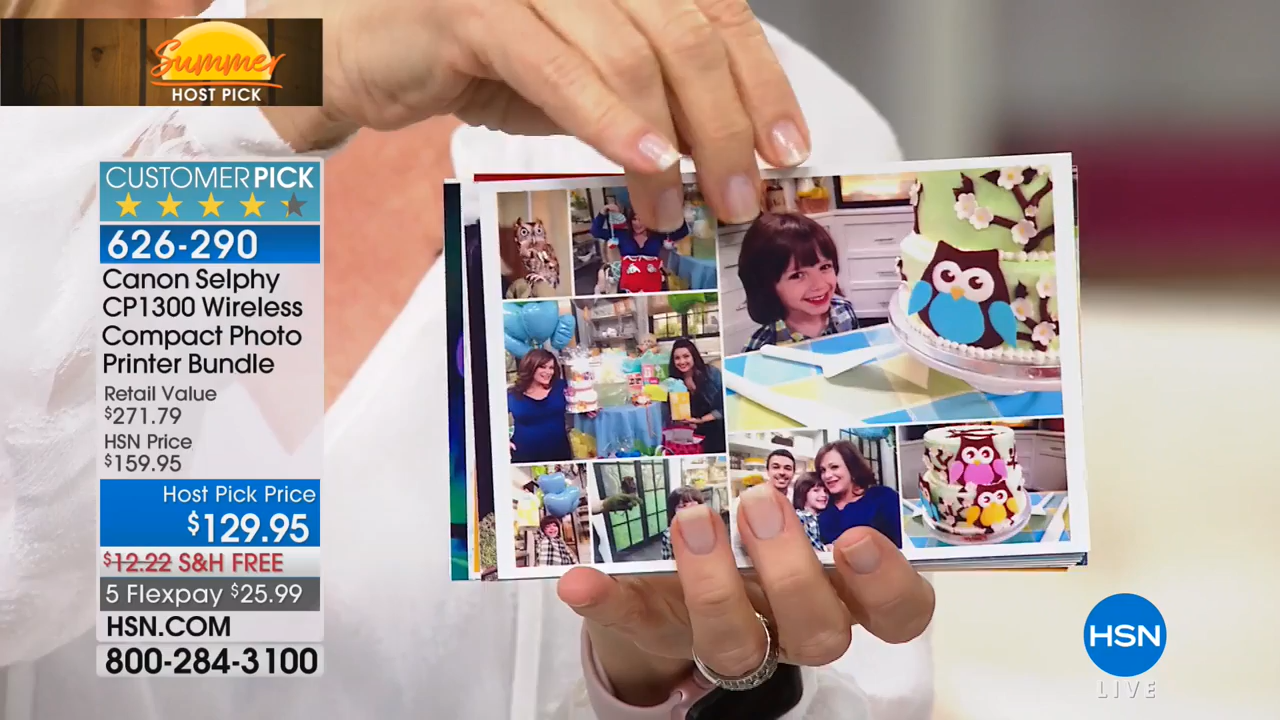 Summer
HOST PICK
CUSTOMER PICK
626-290
Canon Selphy
CP1300 Wireless
Compact Photo
Printer Bundle
Retail Value
$271.79
HSN Price
$159.95
Host Pick Price
$129.95
$12.22 S&H FREE
5 Flexpay $25.99
HSN.COM
800-284-3100
HSN
LIVE